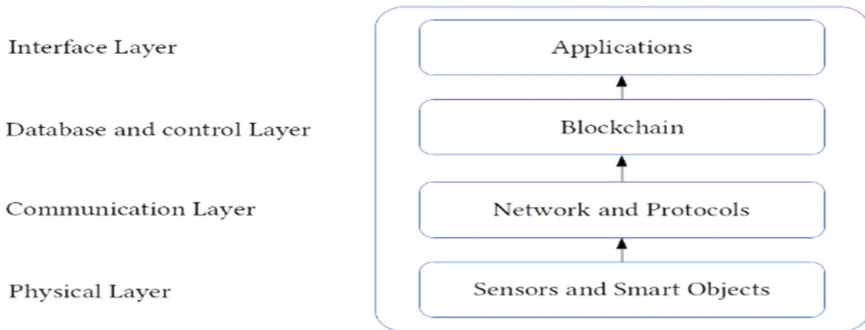 Interface Layer
Applications
Database and control Layer
Blockchain
Communication Layer
Network and Protocols
Physical Layer
Sensors and Smart Objects